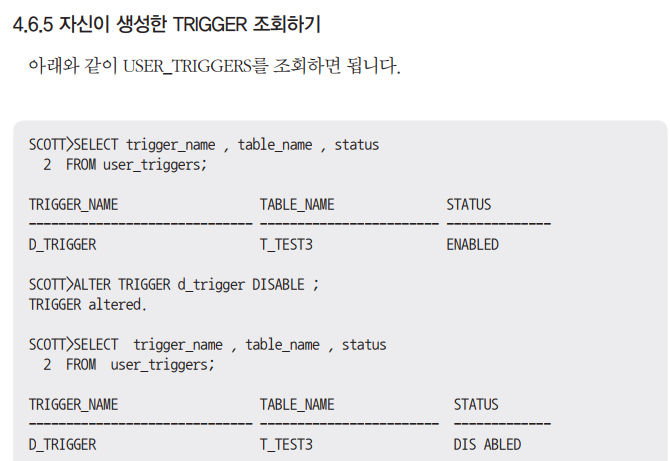 4.6.5 자신이 생성한 TRIGGER 조회하기
아래와 같이 USER_TRIGGERS를 조회하면 됩니다.
SCOTT>SELECT trigger_name , table_name , status
2 FROM user_triggers;
TRIGGER_NAME TABLE_NAME STATUS
------------------------------ ------------------------ --------------
D_TRIGGER T_TEST3 ENABLED
SCOTT>ALTER TRIGGER d_trigger DISABLE ;
TRIGGER altered.
SCOTT>SELECT trigger_name , table_name , status
2 FROM user_triggers;
TRIGGER_NAME TABLE_NAME STATUS
------------------------------ ------------------------ -------------
D_TRIGGER T_TEST3 DIS ABLED